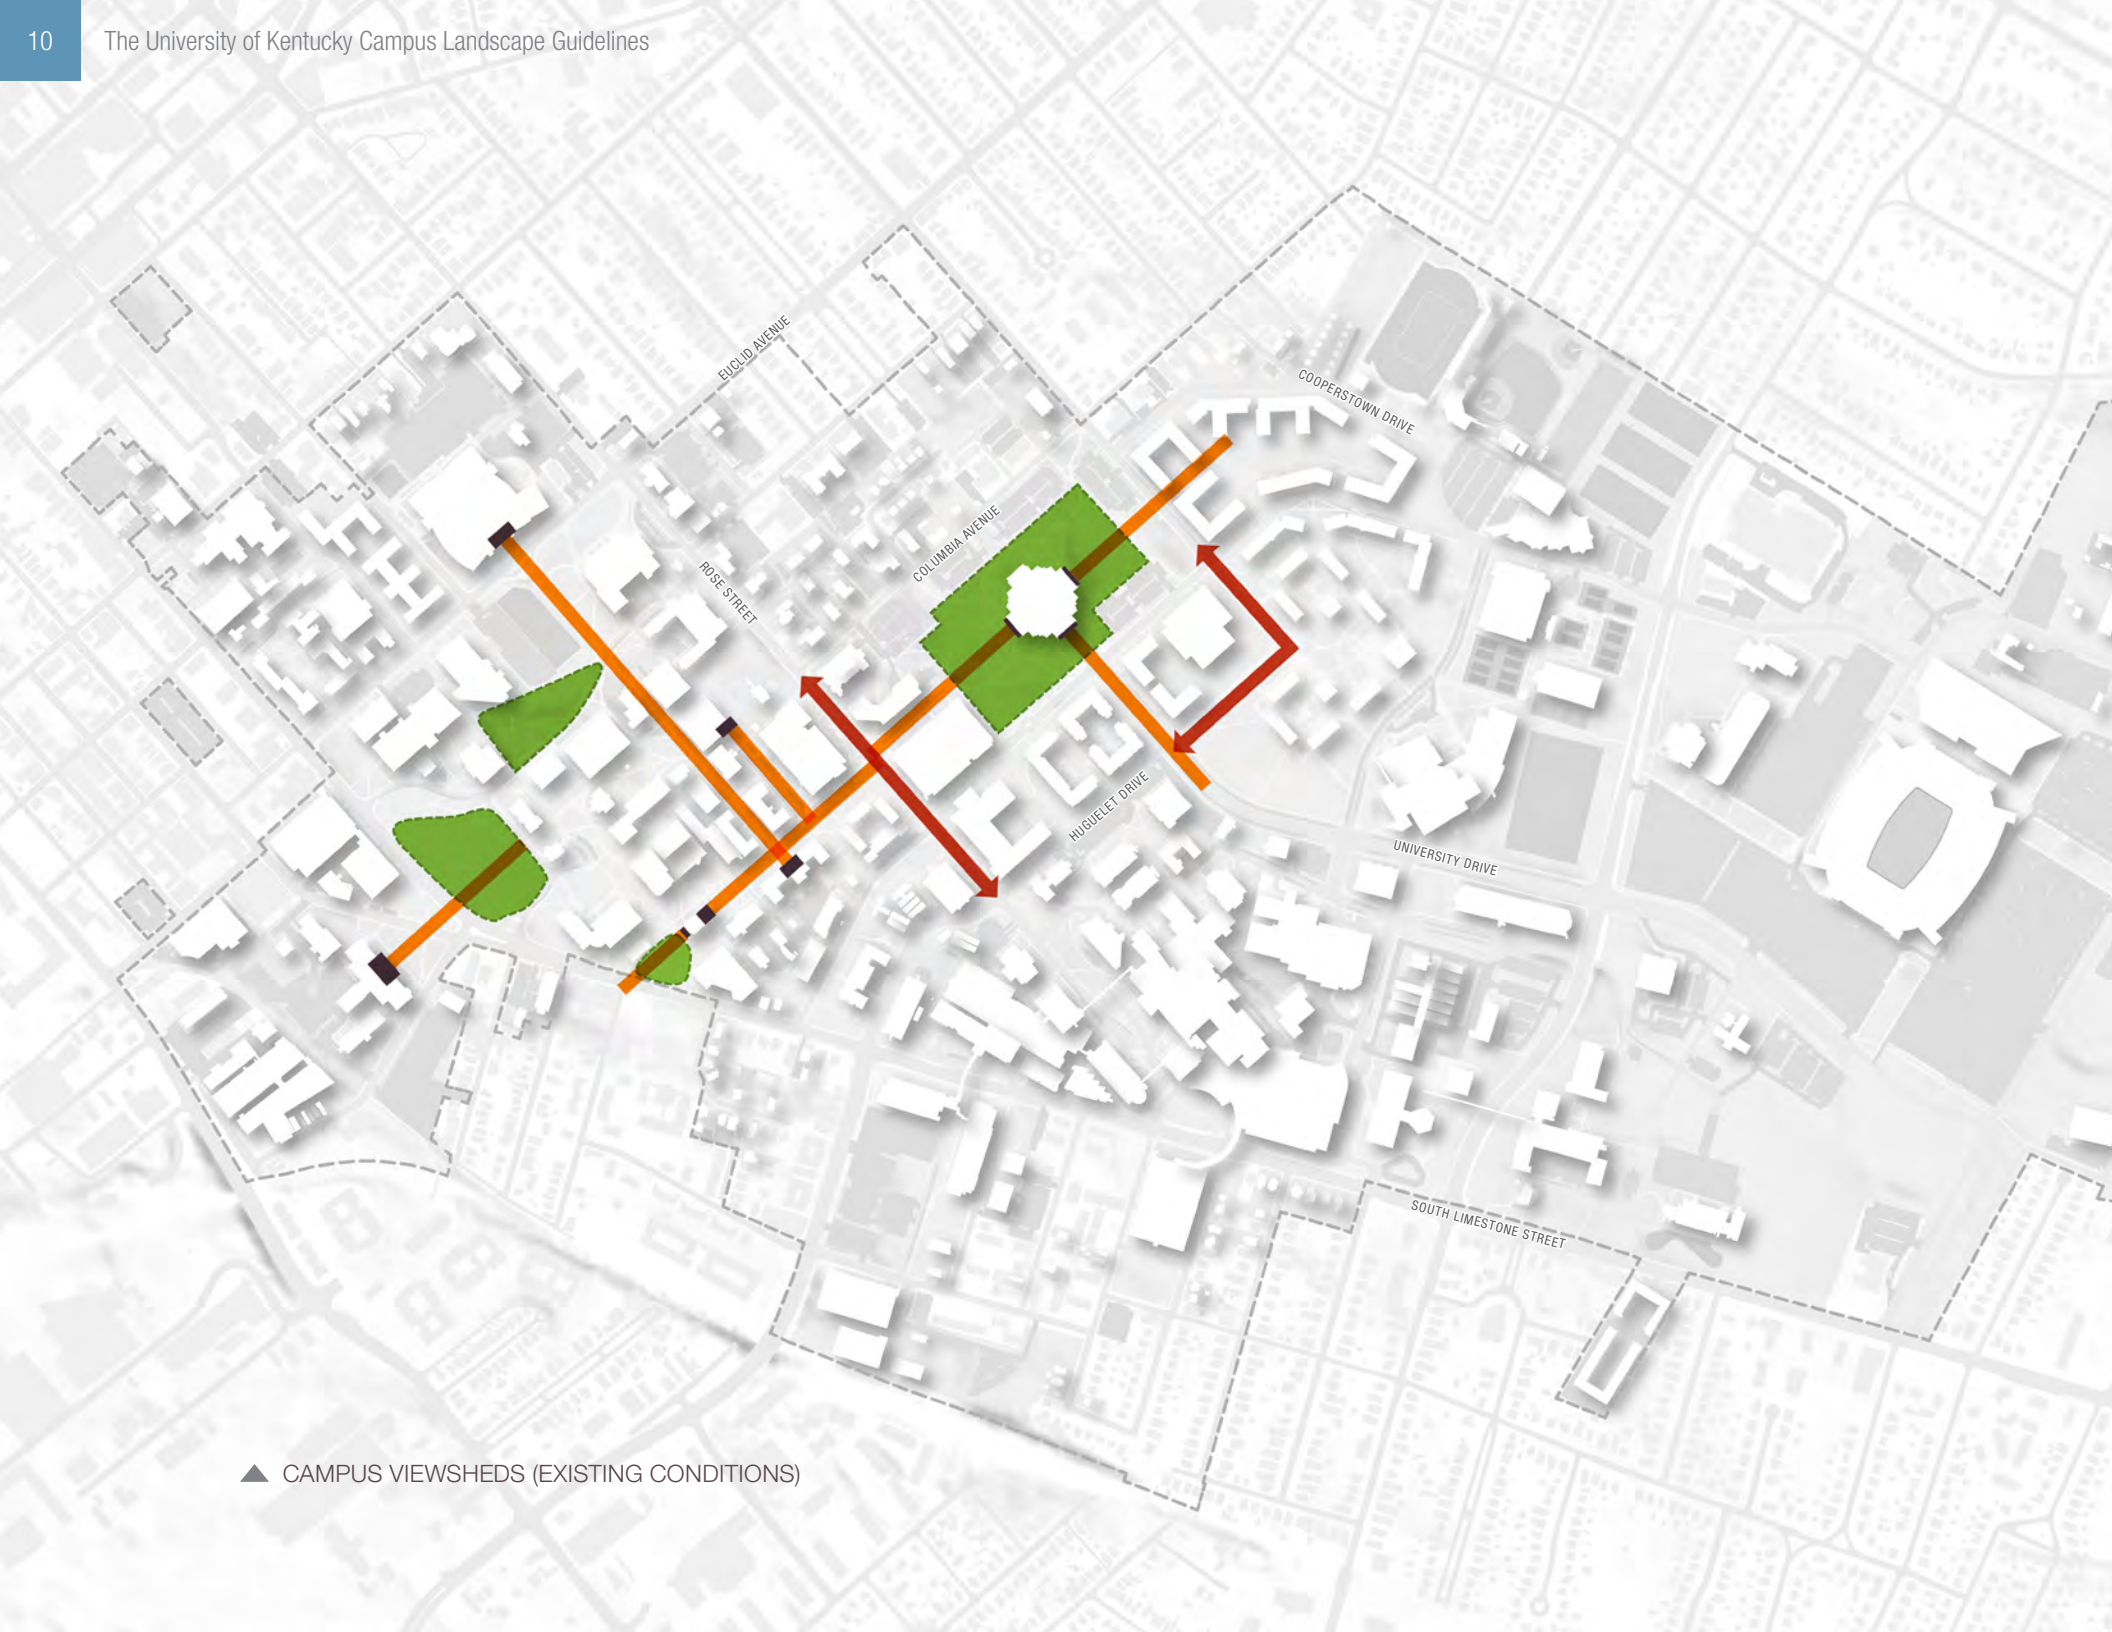 10
The University of Kentucky Campus Landscape Guidelines
EUCLID AVENUE
COOPERSTOWN DRIVE
COLUMBIA AVENUE
ROSE STREET
HUGUELET DRIVE
UNIVERSITY DRIVE
SOUTH LIMESTONE STREET
CAMPUS VIEWSHEDS (EXISTING CONDITIONS)